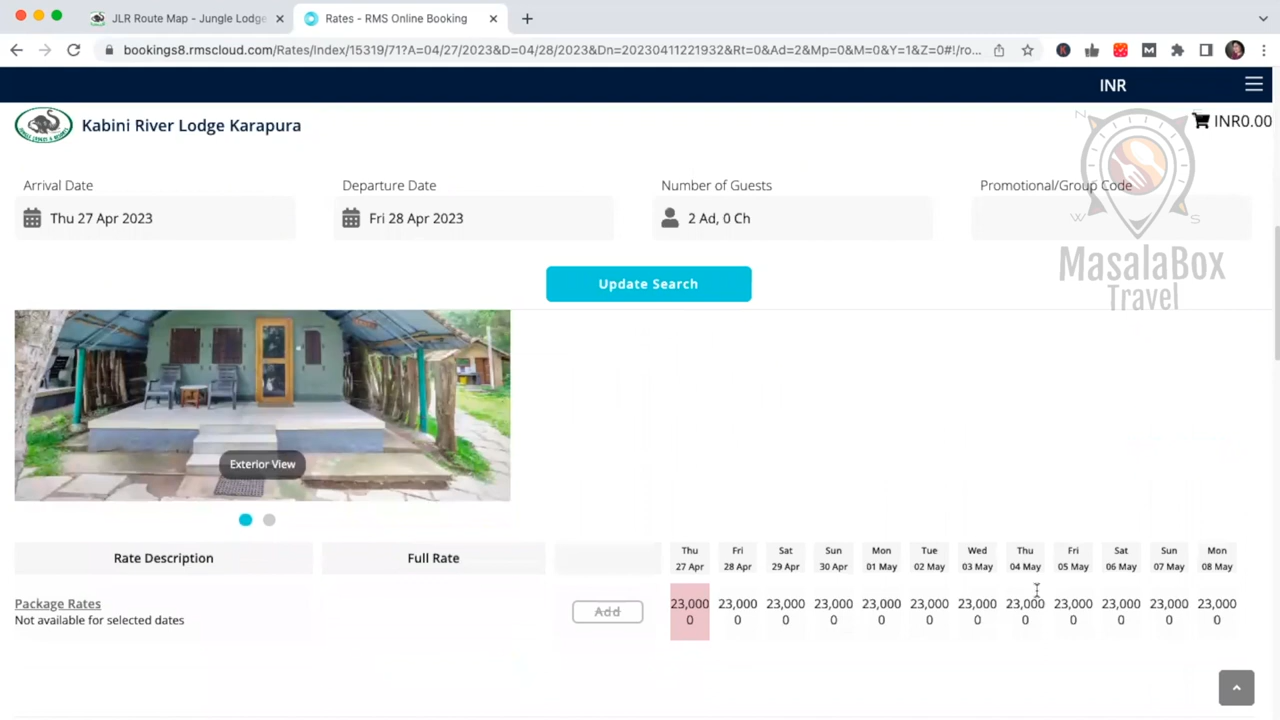 JLR Route Map - Jungle Lodge
Rates - RMS Online Booking
bookings8.rmscloud.com/Rates/Index/15319/71?A=04/27/2023&D=04/28/2023&Dn=20230411221932&Rt=0&Ad=2&Mp=0&M=0&Y=1&Z=0#!/ro...
INR
Kabini River Lodge Karapura
INR0.00
Arrival Date
Departure Date
Number of Guests
Promotional/Group Code
Thu 27 Apr 2023
Fri 28 Apr 2023
2 Ad, 0 Ch
N
W
S
MasalaBox
Travel
Update Search
Exterior View
Rate Description
Full Rate
Thu Fri Sat Sun Mon Tue Wed Thu Fri Sat Sun Mon
27 Apr 28 Apr 29 Apr 30 Apr 01 May 02 May 03 May 04 May 05 May 06 May 07 May 08 May
Package Rates
Not available for selected dates
Add
23,000 23,000 23,000 23,000 23,000 23,000 23,000 23,000 23,000 23,000 23,000 23,000
0 0 0 0 0 0 0 0 0 0 0 0